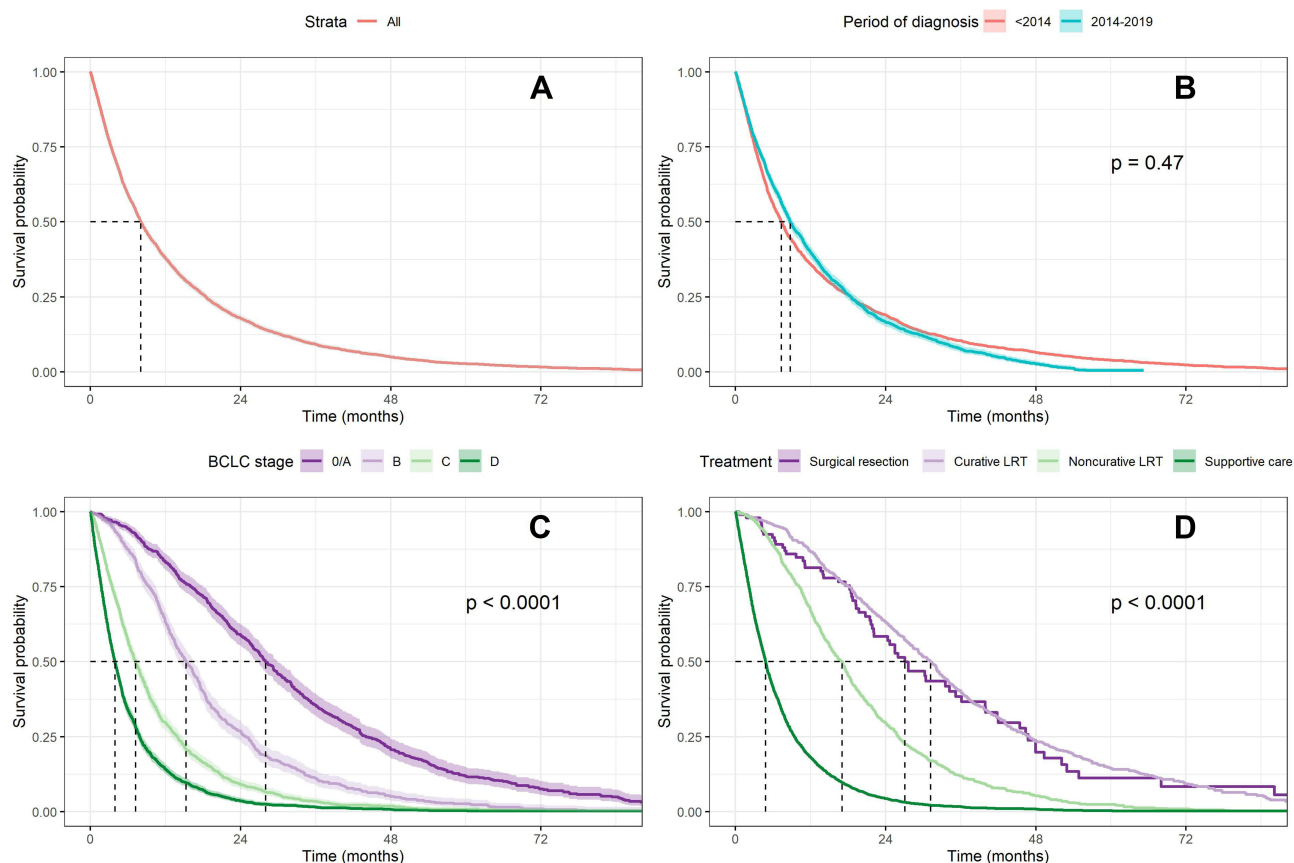 Strata All
A
Survival probability
1.00
0.75
0.50
0.25
0.00
0 24 48 72
Time (months)
Period of diagnosis <2014 2014-2019
B
p = 0.47
Survival probability
1.00
0.75
0.50
0.25
0.00
0 24 48 72
Time (months)
BCLC stage 0/A B C D
C
p < 0.0001
Survival probability
1.00
0.75
0.50
0.25
0.00
0 24 48 72
Time (months)
Treatment Surgical resection Curative LRT Noncurative LRT Supportive care
D
p < 0.0001
Survival probability
1.00
0.75
0.50
0.25
0.00
0 24 48 72
Time (months)